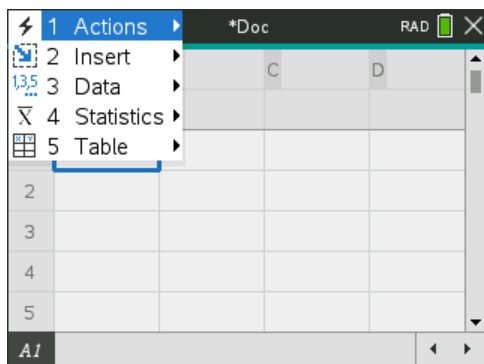 1 Actions
*Doc
RAD
2 Insert
1,3,5 3 Data
X 4 Statistics
X Y 5 Table
C
D
2
3
4
5
A1